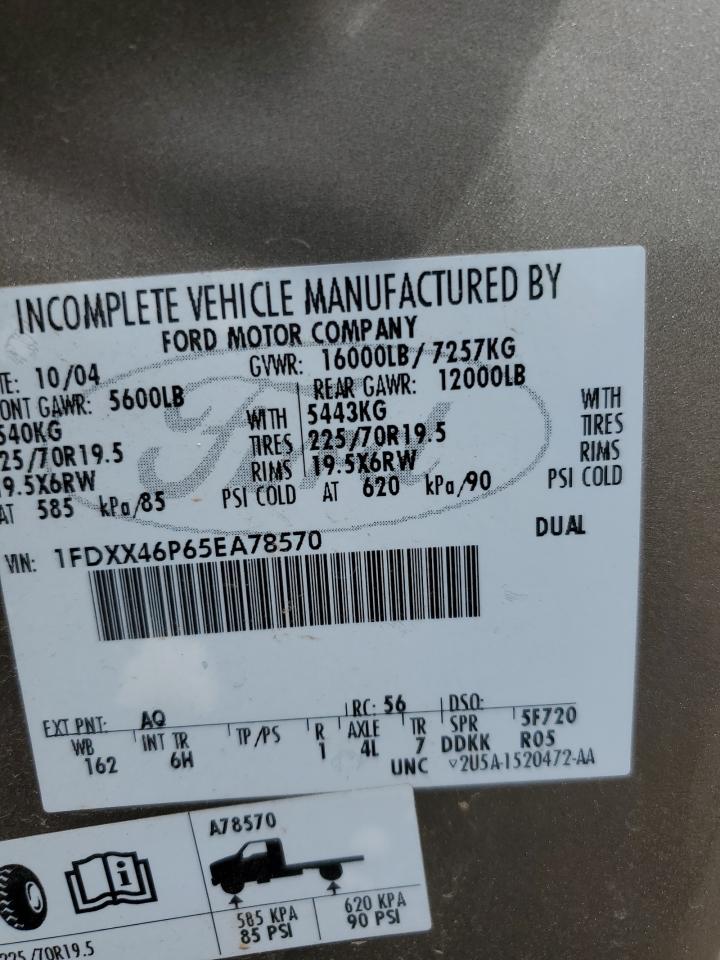 INCOMPLETE VEHICLE MANUFACTURED BY
FORD MOTOR COMPANY
TE: 10/04 GVWR: 16000LB/ 7257KG
ONT GAWR: 5600LB REAR GAWR: 12000LB
540KG WITH 5443KG WITH
25/70R19.5 TIRES 225/70R19.5 TIRES
19.5X6RW RIMS 19.5X6RW RIMS
AT 585 kPa/85 PSI COLD AT 620 kPa/90 PSI COLD
DUAL
VIN: 1FDXX46P65EA78570
EXT PNT: AQ RC: 56 DSO:
WB INT TR TP/PS R AXLE TR SPR 5F720
162 6H 1 4L 7 DDKK R05
UNC ▽2U5A-1520472-AA
A78570
585 KPA 620 KPA
85 PSI 90 PSI
225/70R19.5